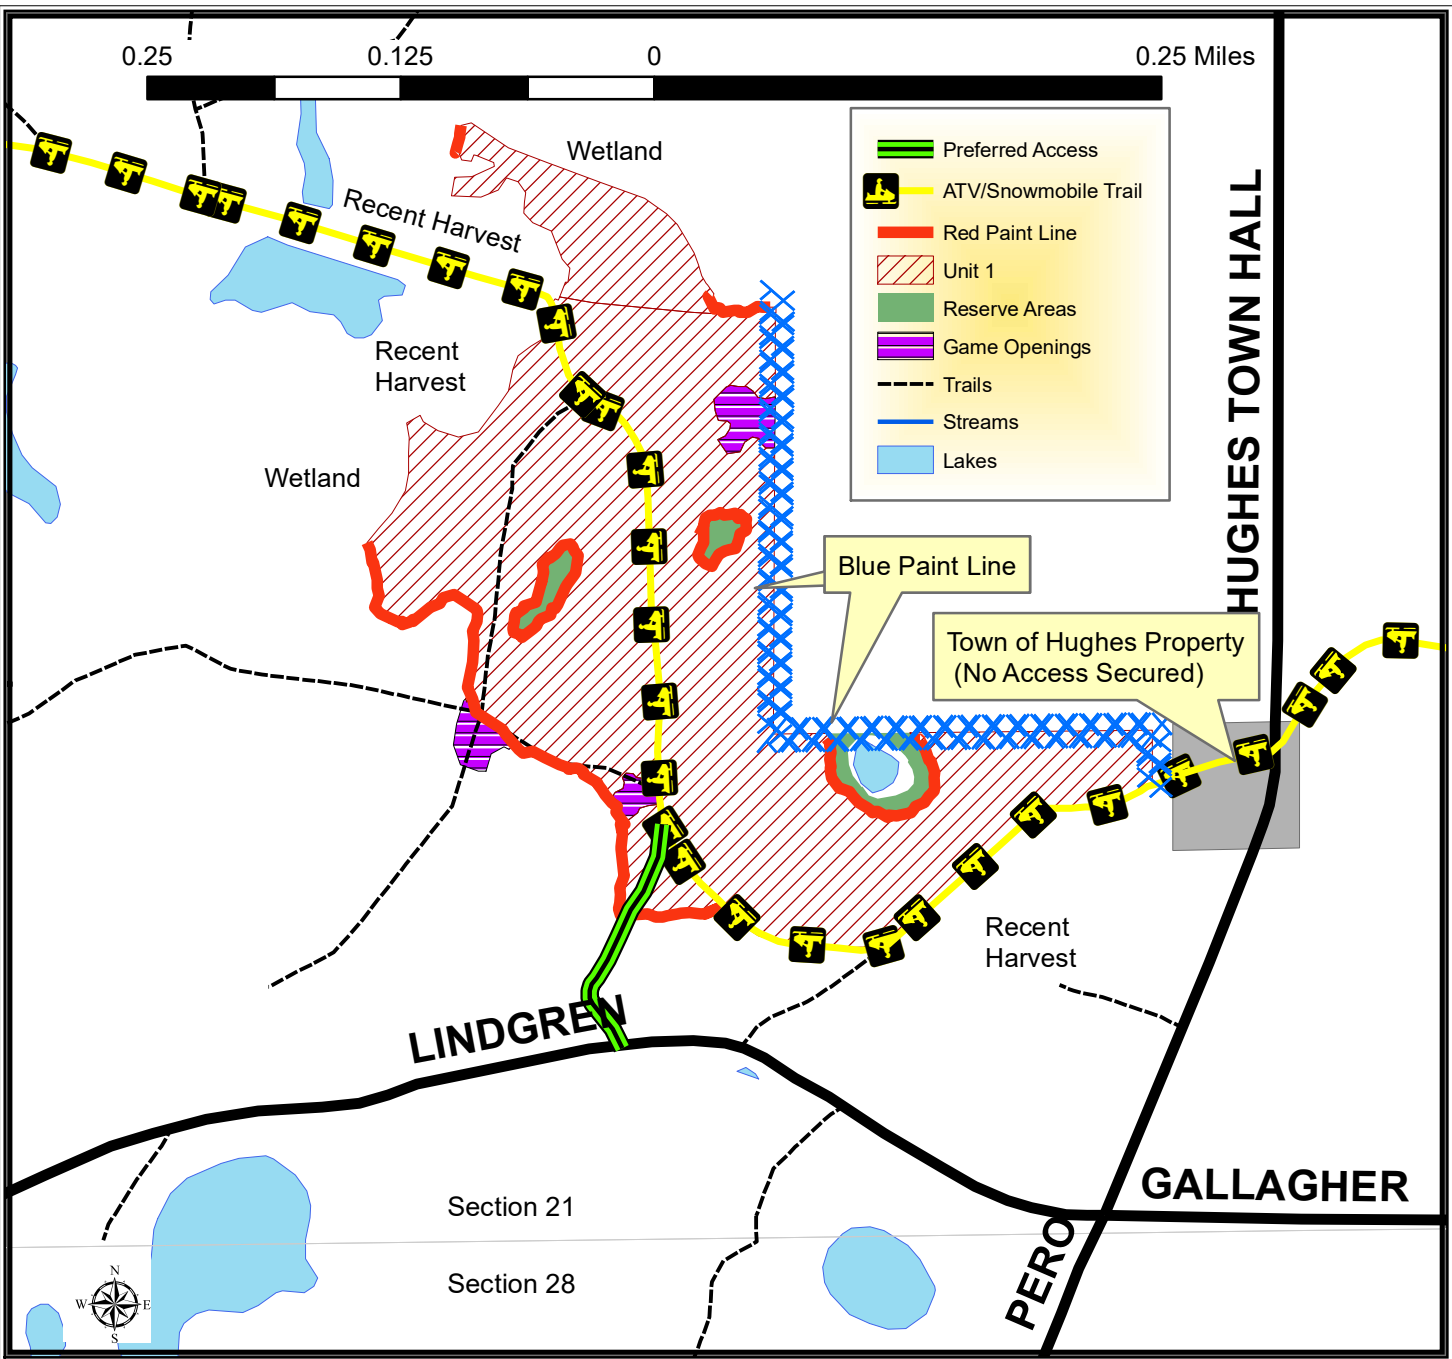 0.25 0.125 0 0.25 Miles
Wetland
Recent Harvest
Preferred Access
ATV/Snowmobile Trail
Red Paint Line
Unit 1
Reserve Areas
Game Openings
Trails
Streams
Lakes
HUGHES TOWN HALL
Recent
Harvest
Wetland
Blue Paint Line
Town of Hughes Property
(No Access Secured)
Recent
Harvest
LINDGREN
GALLAGHER
PERO
Section 21
Section 28
N
W E
S